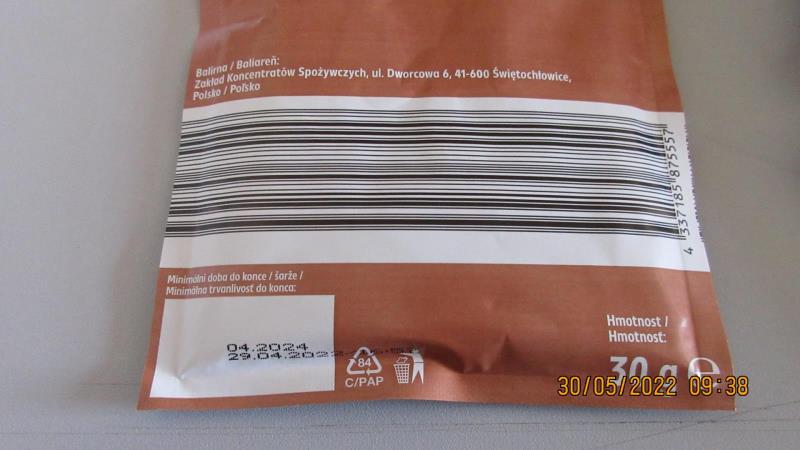 Balírna / Baliareň:
Zakład Koncentratów Spożywczych, ul. Dworcowa 6, 41-600 Świętochłowice,
Polsko / Poľsko
4 337185 875557
Minimální doba do konce / šarže /
Minimálna trvanlivosť do konca:
04.2024
29.04.2022
84
C/PAP
Hmotnost /
Hmotnosť:
30 g e
30/05/2022 09:38